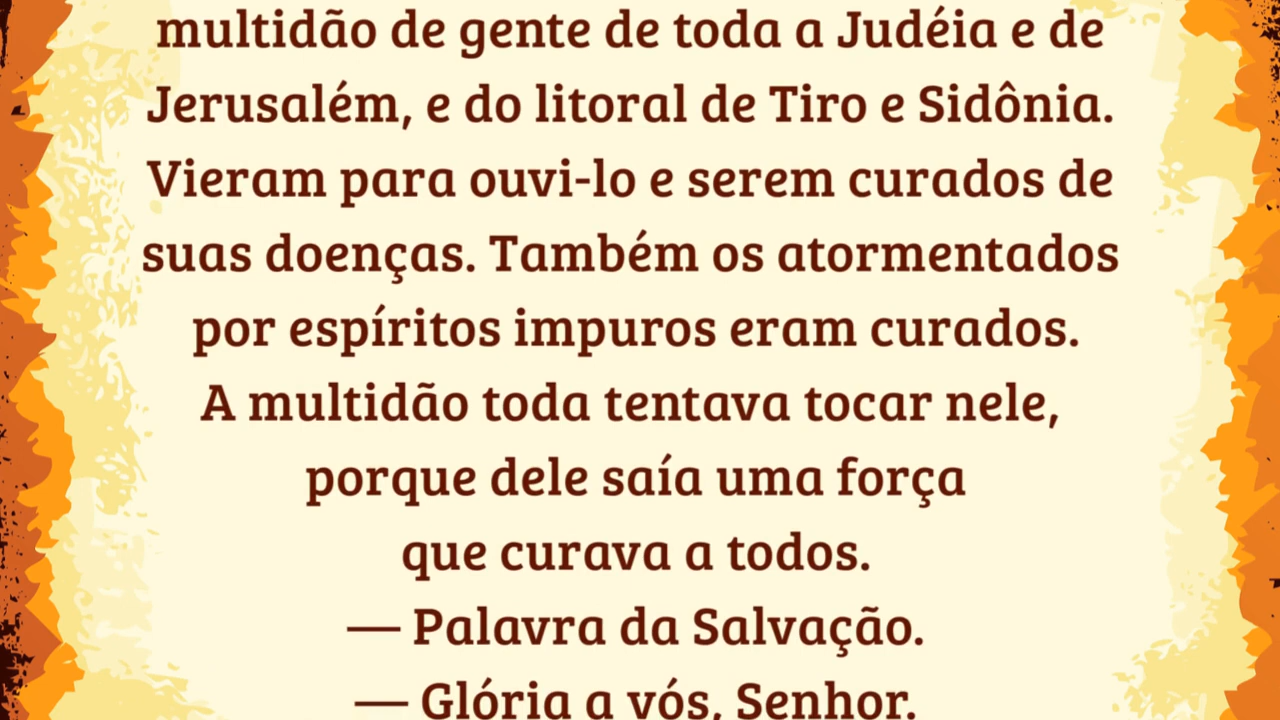 multidão de gente de toda a Judéia e de
Jerusalém, e do litoral de Tiro e Sidônia.
Vieram para ouvi-lo e serem curados de
suas doenças. Também os atormentados
por espíritos impuros eram curados.
A multidão toda tentava tocar nele,
porque dele saía uma força
que curava a todos.
— Palavra da Salvação.
— Glória a vós, Senhor.